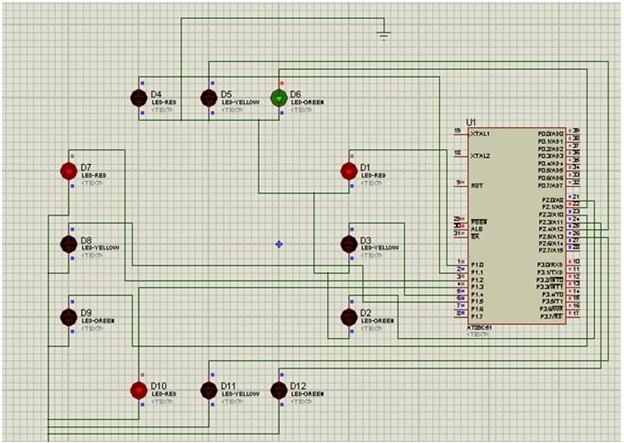 D4
LED-RED
<TEXT>
D5
LED-YELLOW
<TEXT>
D6
LED-GREEN
<TEXT>
D7
LED-RED
<TEXT>
D1
LED-RED
<TEXT>
D8
LED-YELLOW
<TEXT>
D3
LED-YELLOW
<TEXT>
D9
LED-GREEN
<TEXT>
D2
LED-GREEN
<TEXT>
D10
LED-RED
<TEXT>
D11
LED-YELLOW
<TEXT>
D12
LED-GREEN
<TEXT>
U1
19 XTAL1
18 XTAL2
9 RST
29 PSEN
30 ALE
31 EA
1 P1.0
2 P1.1
3 P1.2
4 P1.3
5 P1.4
6 P1.5
7 P1.6
8 P1.7
P0.0/AD0 39
P0.1/AD1 38
P0.2/AD2 37
P0.3/AD3 36
P0.4/AD4 35
P0.5/AD5 34
P0.6/AD6 33
P0.7/AD7 32
P2.0/A8 21
P2.1/A9 22
P2.2/A10 23
P2.3/A11 24
P2.4/A12 25
P2.5/A13 26
P2.6/A14 27
P2.7/A15 28
P3.0/RXD 10
P3.1/TXD 11
P3.2/INT0 12
P3.3/INT1 13
P3.4/T0 14
P3.5/T1 15
P3.6/WR 16
P3.7/RD 17
AT89C51
<TEXT>